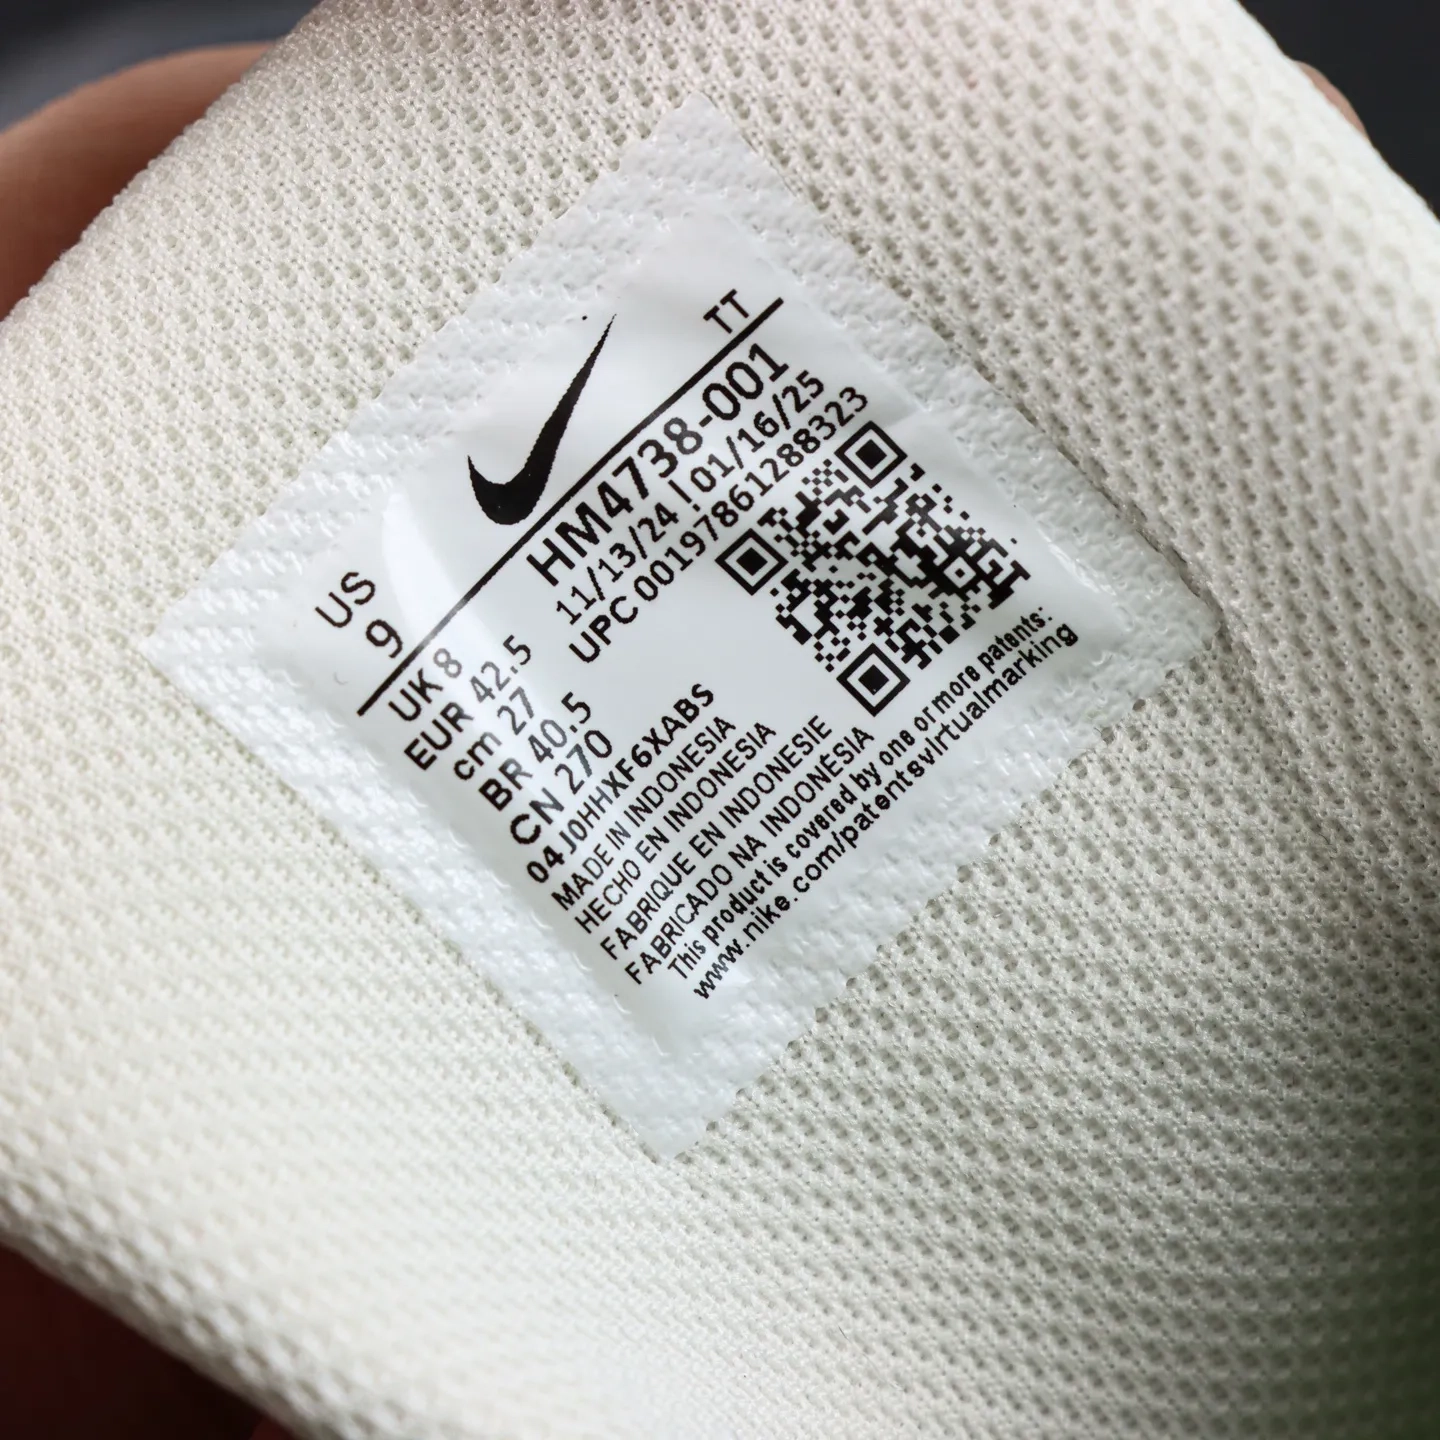 TT
US
9
HM4738-001
11/13/24 | 01/16/25
UPC 00197861288323
UK 8
EUR 42.5
cm 27
BR 40.5
CN 270
04 J0HHXF6XABS
MADE IN INDONESIA
HECHO EN INDONESIA
FABRIQUE EN INDONESIE
FABRICADO NA INDONÉSIA
This product is covered by one or more patents:
www.nike.com/patentsvirtualmarking